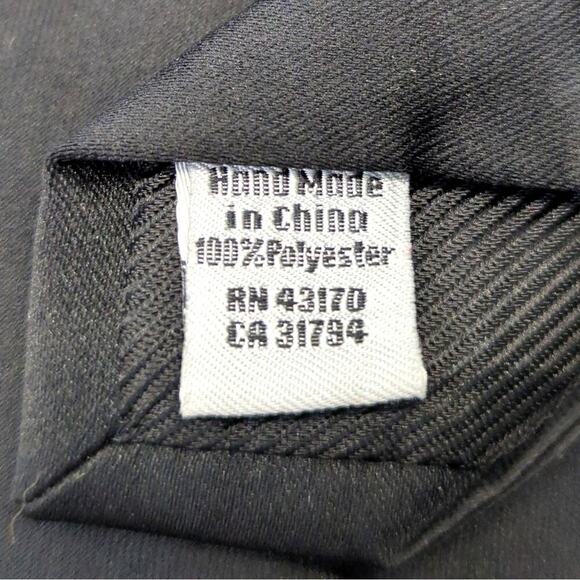 Hand Made
in China
100%Polyester
RN 43170
CA 31794